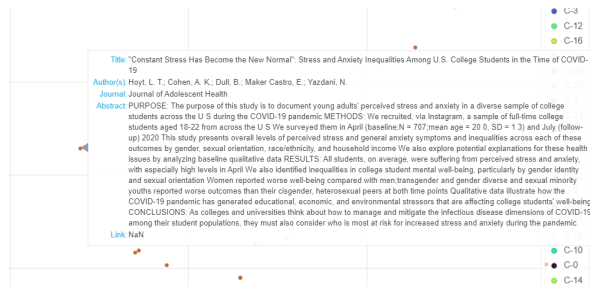 C-3
C-12
C-16
Title: "Constant Stress Has Become the New Normal": Stress and Anxiety Inequalities Among U.S. College Students in the Time of COVID-
19
Author(s): Hoyt, L. T.; Cohen, A. K.; Dull, B.; Maker Castro, E.; Yazdani, N.
Journal: Journal of Adolescent Health
Abstract: PURPOSE: The purpose of this study is to document young adults' perceived stress and anxiety in a diverse sample of college
students across the U S during the COVID-19 pandemic METHODS: We recruited, via Instagram, a sample of full-time college
students aged 18-22 from across the U S We surveyed them in April (baseline;N = 707;mean age = 20 0, SD = 1 3) and July (follow-
up) 2020 This study presents overall levels of perceived stress and general anxiety symptoms and inequalities across each of these
outcomes by gender, sexual orientation, race/ethnicity, and household income We also explore potential explanations for these health
issues by analyzing baseline qualitative data RESULTS: All students, on average, were suffering from perceived stress and anxiety,
with especially high levels in April We also identified inequalities in college student mental well-being, particularly by gender identity
and sexual orientation Women reported worse well-being compared with men;transgender and gender diverse and sexual minority
youths reported worse outcomes than their cisgender, heterosexual peers at both time points Qualitative data illustrate how the
COVID-19 pandemic has generated educational, economic, and environmental stressors that are affecting college students' well-being
CONCLUSIONS: As colleges and universities think about how to manage and mitigate the infectious disease dimensions of COVID-19
among their student populations, they must also consider who is most at risk for increased stress and anxiety during the pandemic
Link: NaN
C-10
C-0
C-14